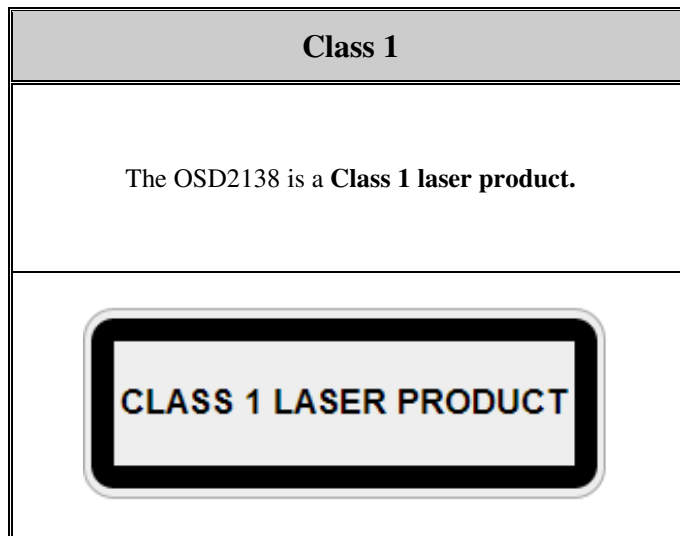 Class 1
The OSD2138 is a Class 1 laser product.
CLASS 1 LASER PRODUCT